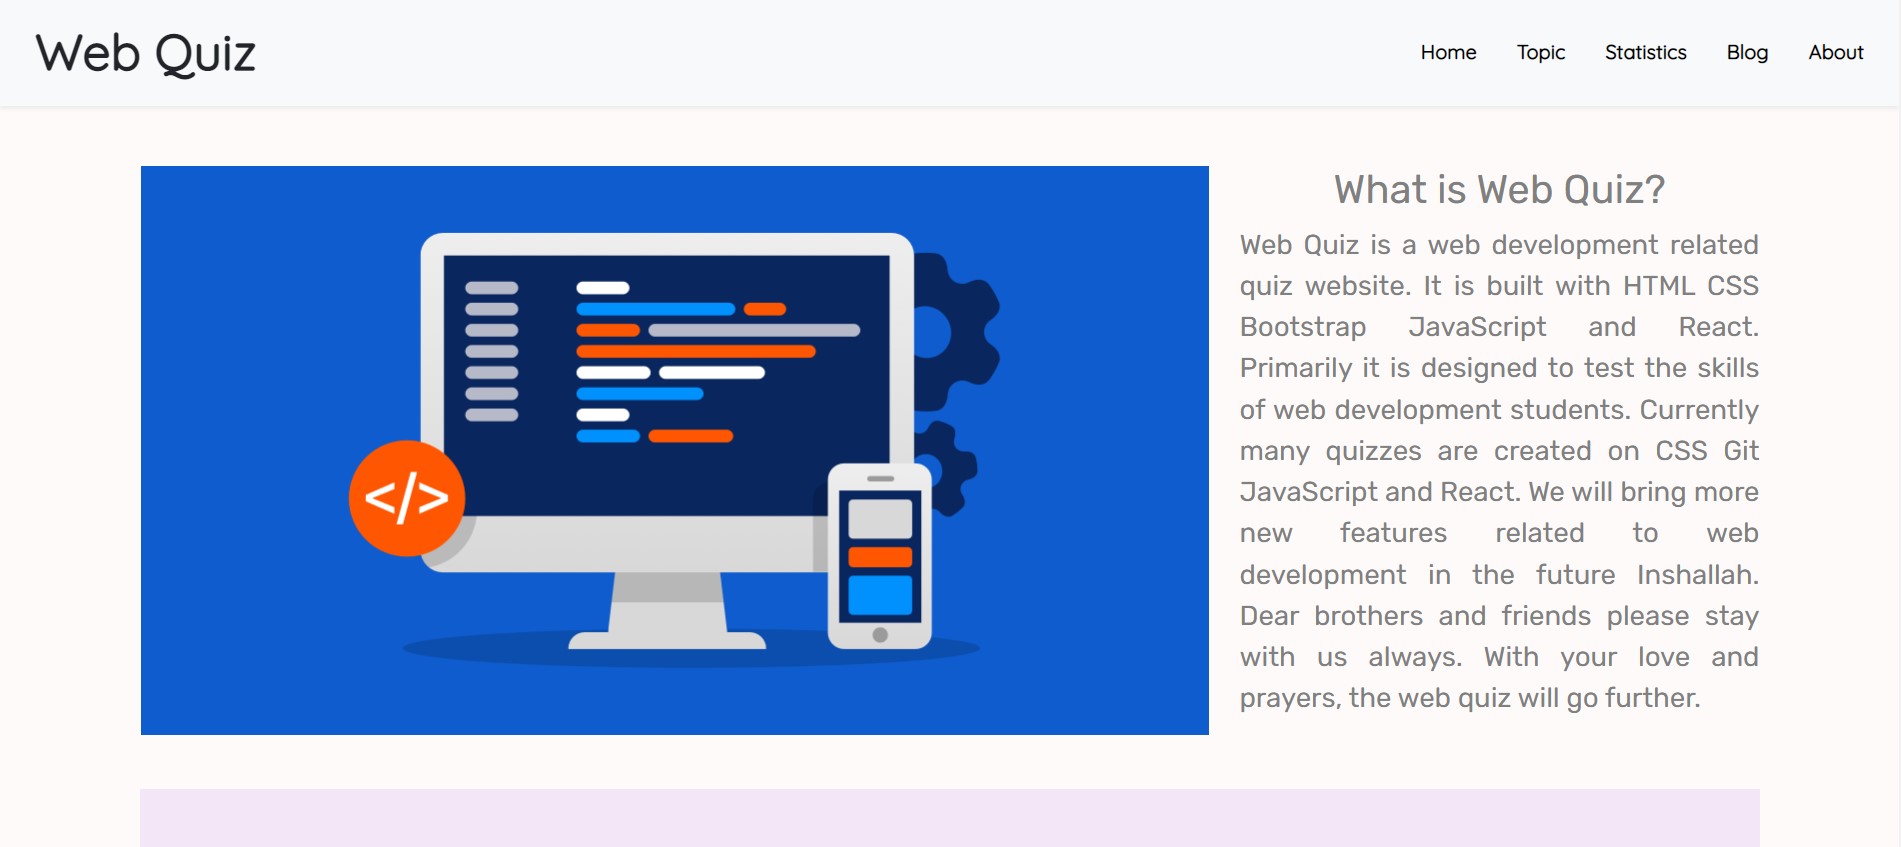 Web Quiz
Home Topic Statistics Blog About
What is Web Quiz?
Web Quiz is a web development related
quiz website. It is built with HTML CSS
Bootstrap JavaScript and React.
Primarily it is designed to test the skills
of web development students. Currently
many quizzes are created on CSS Git
JavaScript and React. We will bring more
new features related to web
development in the future Inshallah.
Dear brothers and friends please stay
with us always. With your love and
prayers, the web quiz will go further.
</>